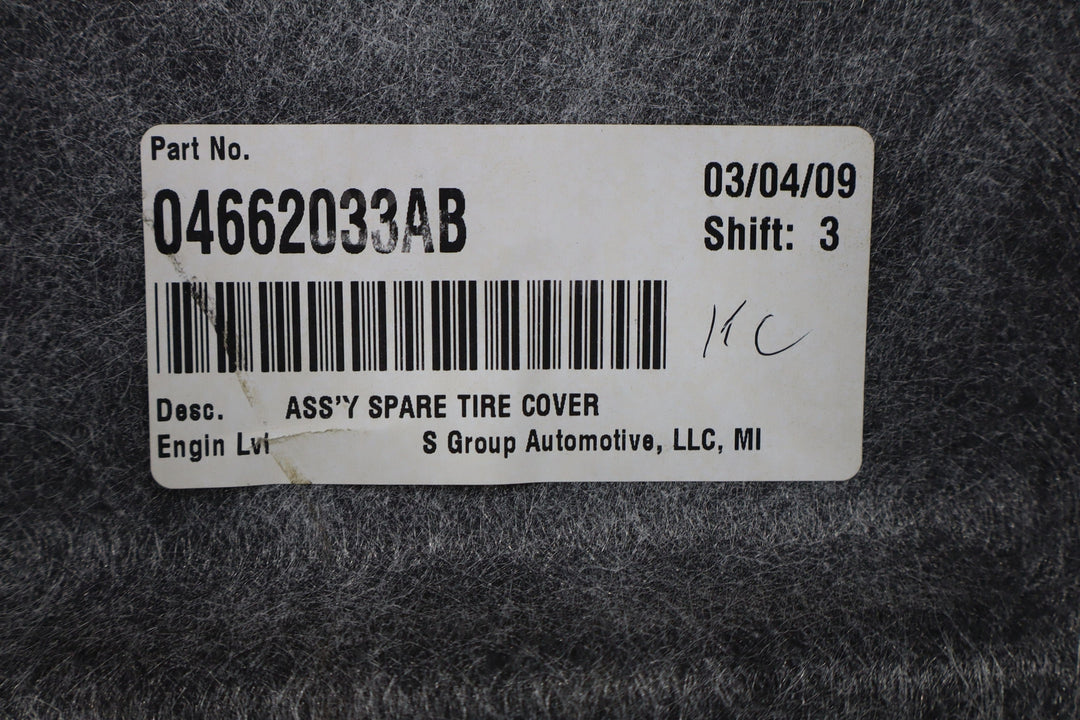 Part No.
04662033AB
03/04/09
Shift: 3
KC
Desc. ASS'Y SPARE TIRE COVER
Engin Lvl S Group Automotive, LLC, MI